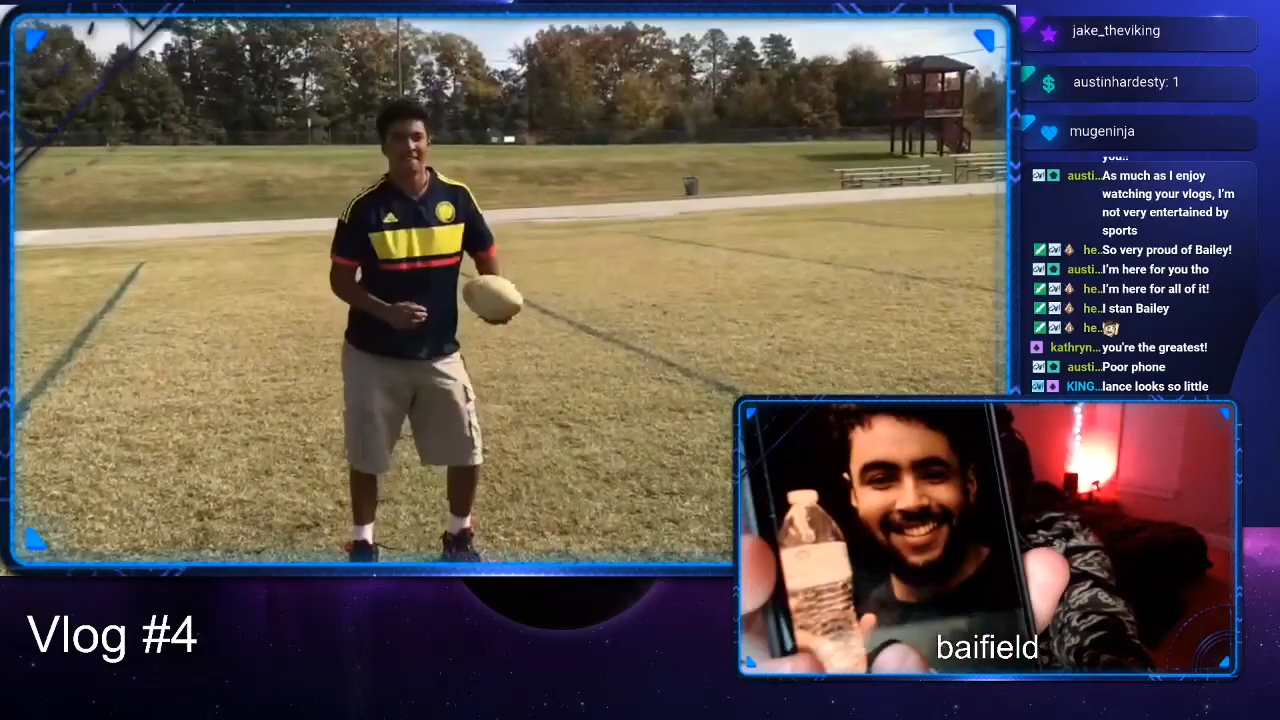 jake_theviking
austinhardesty: 1
mugeninja
you!!
austi...As much as I enjoy
watching your vlogs, I'm
not very entertained by
sports
he...So very proud of Bailey!
austi...I'm here for you tho
he...I'm here for all of it!
he...I stan Bailey
he...
kathryn...you're the greatest!
austi...Poor phone
KING...lance looks so little
Vlog #4
baifield